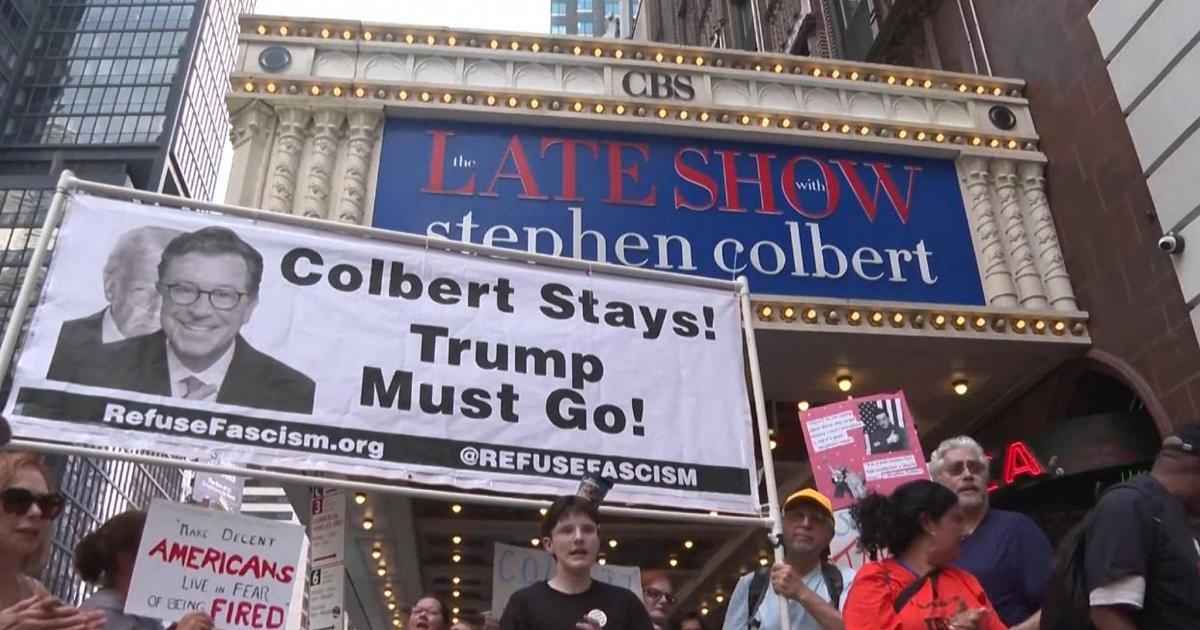 CBS
the LATE SHOW with
stephen colbert
Colbert Stays!
Trump
Must Go!
RefuseFascism.org
@REFUSEFASCISM
"MAKE DECENT
AMERICANS
LIVE IN FEAR
OF BEING FIRED